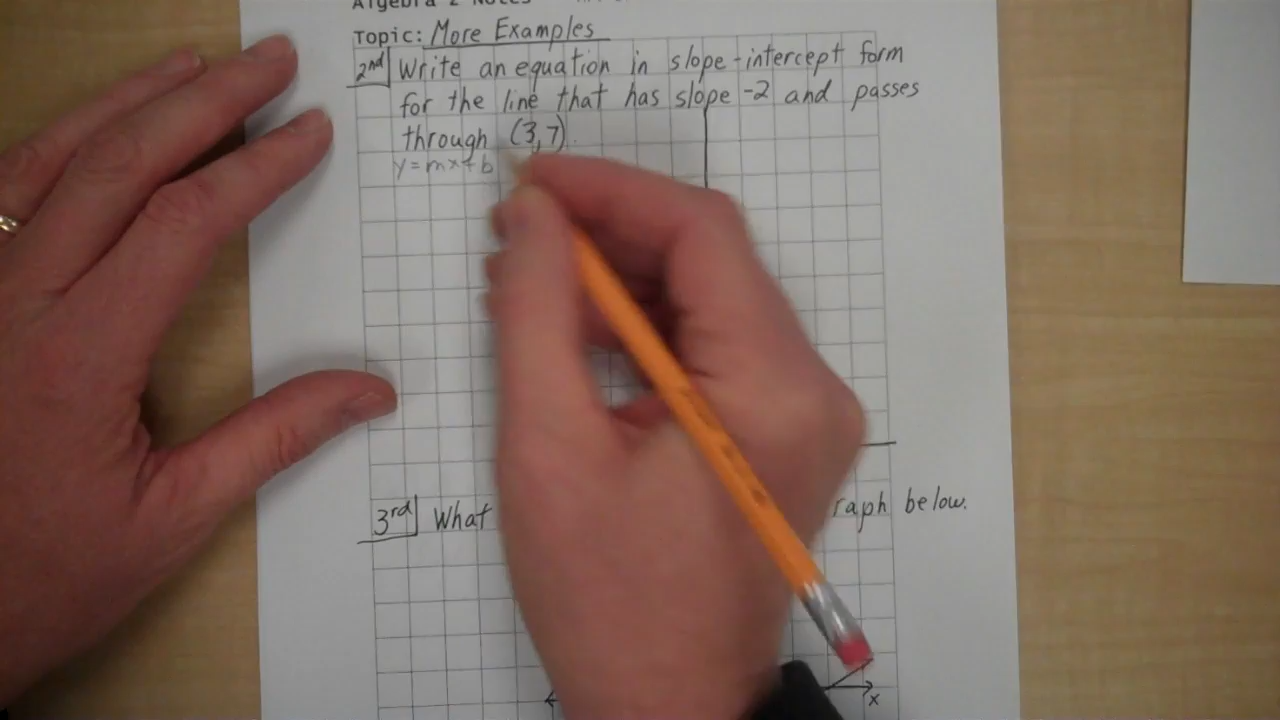 Algebra 2 Notes
Topic: More Examples
2nd Write an equation in slope-intercept form
for the line that has slope -2 and passes
through (3,7).
y=mx+b
3rd What raph below.
x